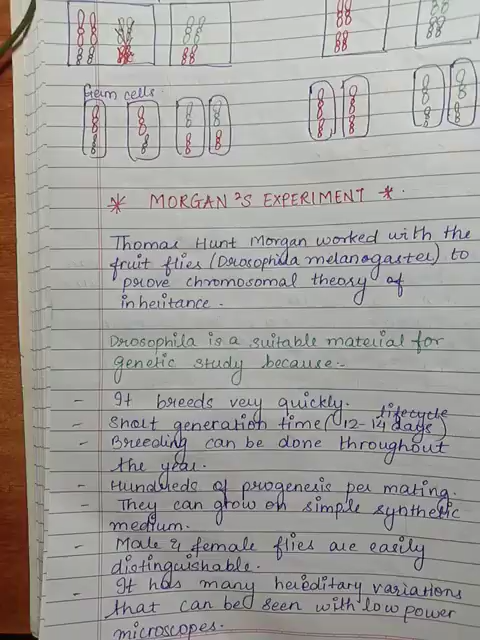 Germ cells
* MORGAN'S EXPERIMENT *
Thomas Hunt Morgan worked with the
fruit flies (Drosophila melanogaster) to
prove chromosomal theory of
inheritance.
Drosophila is a suitable material for
genetic study because:-
- It breeds very quickly.
- Short generation time (lifecycle 12-14 days)
- Breeding can be done throughout
the year.
- Hundreds of progenesis per mating.
- They can grow on simple synthetic
medium.
- Male & female flies are easily
distinguishable.
- It has many hereditary variations
that can be seen with low power
microscopes.